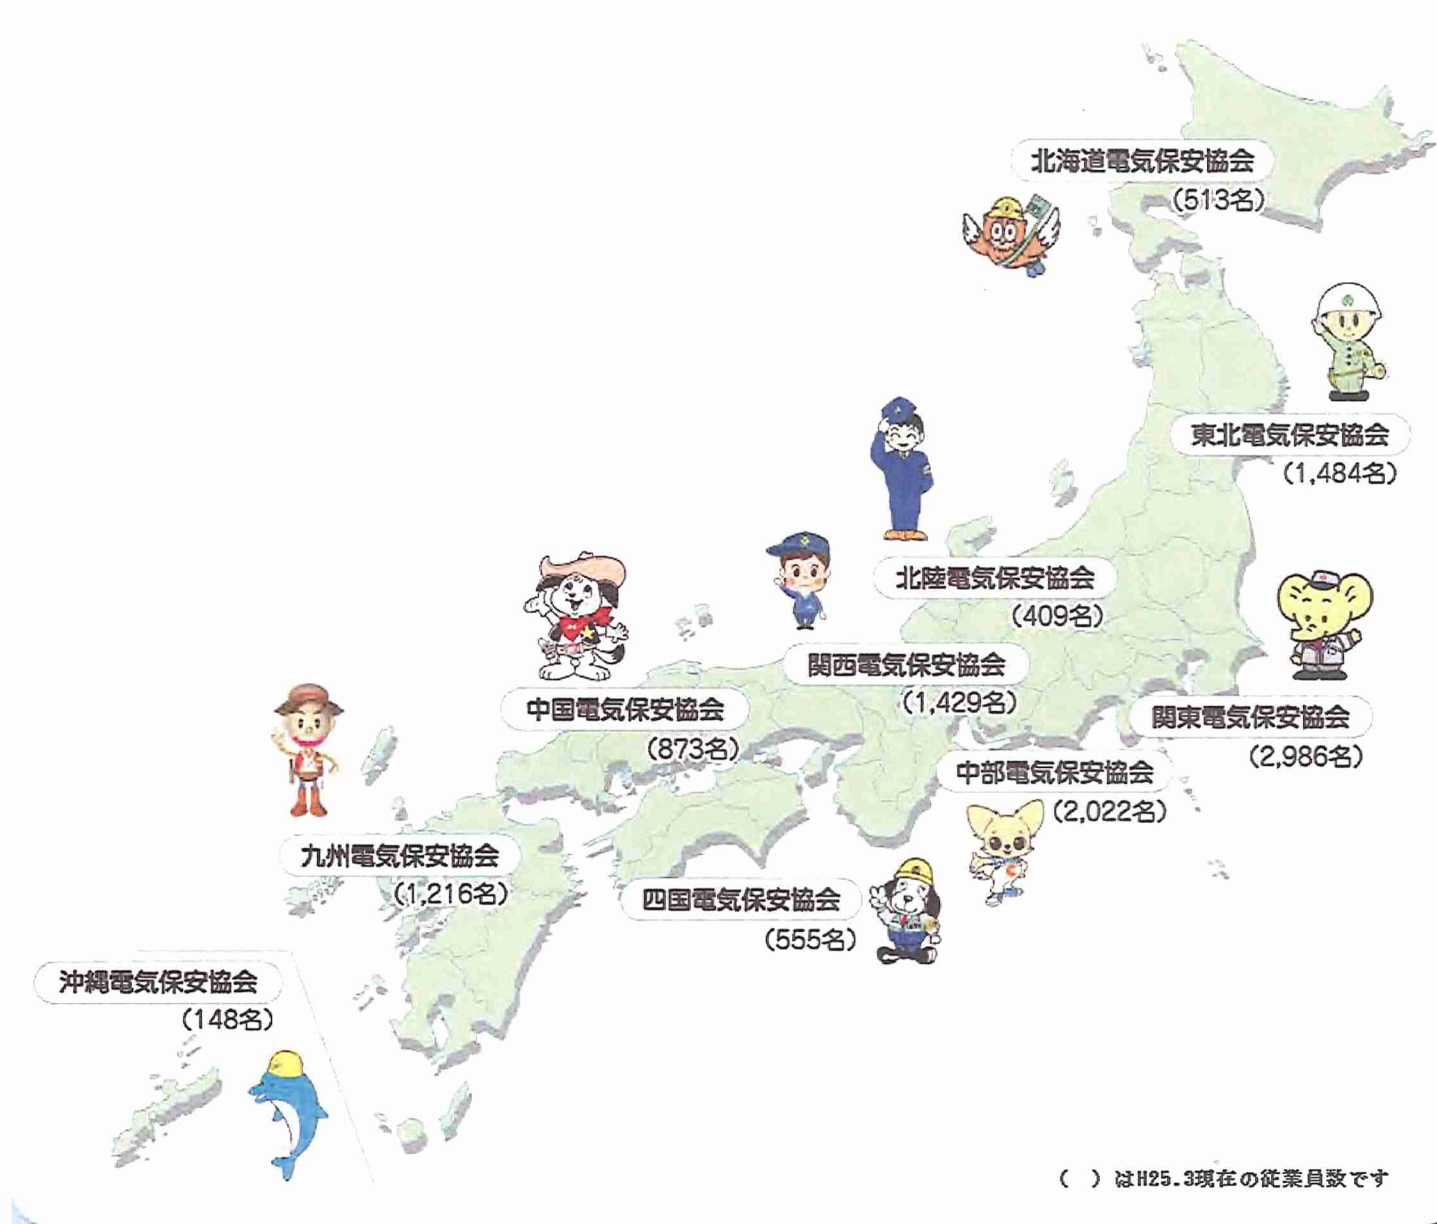 北海道電気保安協会
(513名)
東北電気保安協会
(1,484名)
北陸電気保安協会
(409名)
関西電気保安協会
(1,429名)
中国電気保安協会
(873名)
関東電気保安協会
(2,986名)
中部電気保安協会
(2,022名)
九州電気保安協会
(1,216名)
四国電気保安協会
(555名)
沖縄電気保安協会
(148名)
( )はH25.3現在の従業員数です